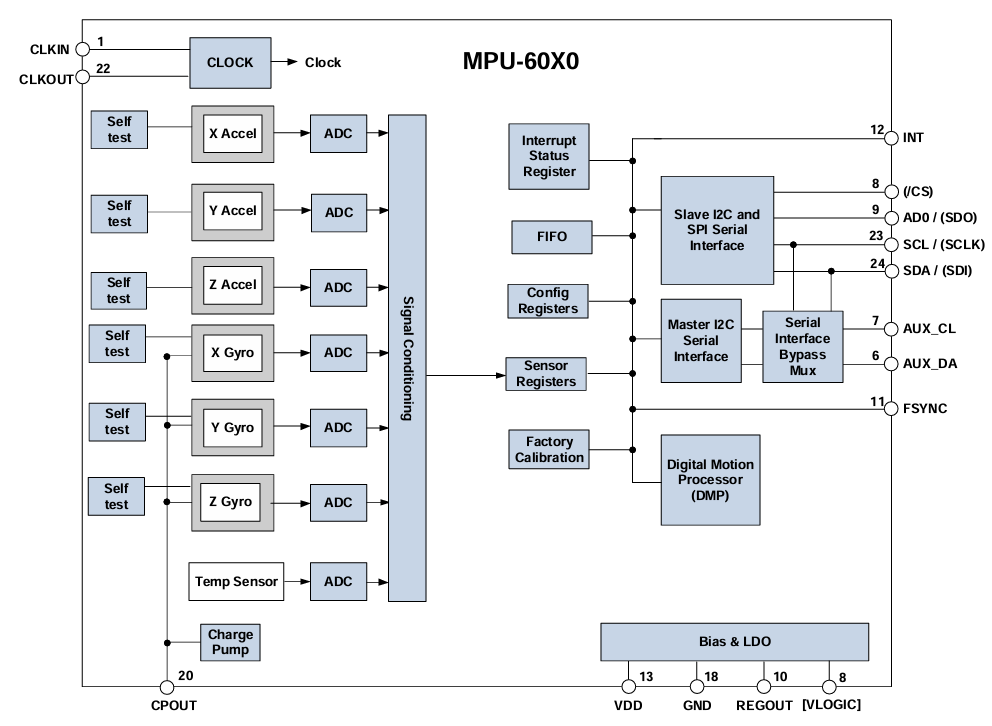 MPU-60X0
CLKIN
1
CLKOUT
22
CLOCK
Clock
Self
test
X Accel
ADC
Self
test
Y Accel
ADC
Self
test
Z Accel
ADC
Self
test
X Gyro
ADC
Self
test
Y Gyro
ADC
Self
test
Z Gyro
ADC
Temp Sensor
ADC
Signal Conditioning
Charge
Pump
20
CPOUT
Interrupt
Status
Register
FIFO
Config
Registers
Sensor
Registers
Factory
Calibration
Slave I2C and
SPI Serial
Interface
Master I2C
Serial
Interface
Serial
Interface
Bypass
Mux
Digital Motion
Processor
(DMP)
12
INT
8
(/CS)
9
AD0 / (SDO)
23
SCL / (SCLK)
24
SDA / (SDI)
7
AUX_CL
6
AUX_DA
11
FSYNC
Bias & LDO
13
18
10
8
VDD
GND
REGOUT
[VLOGIC]